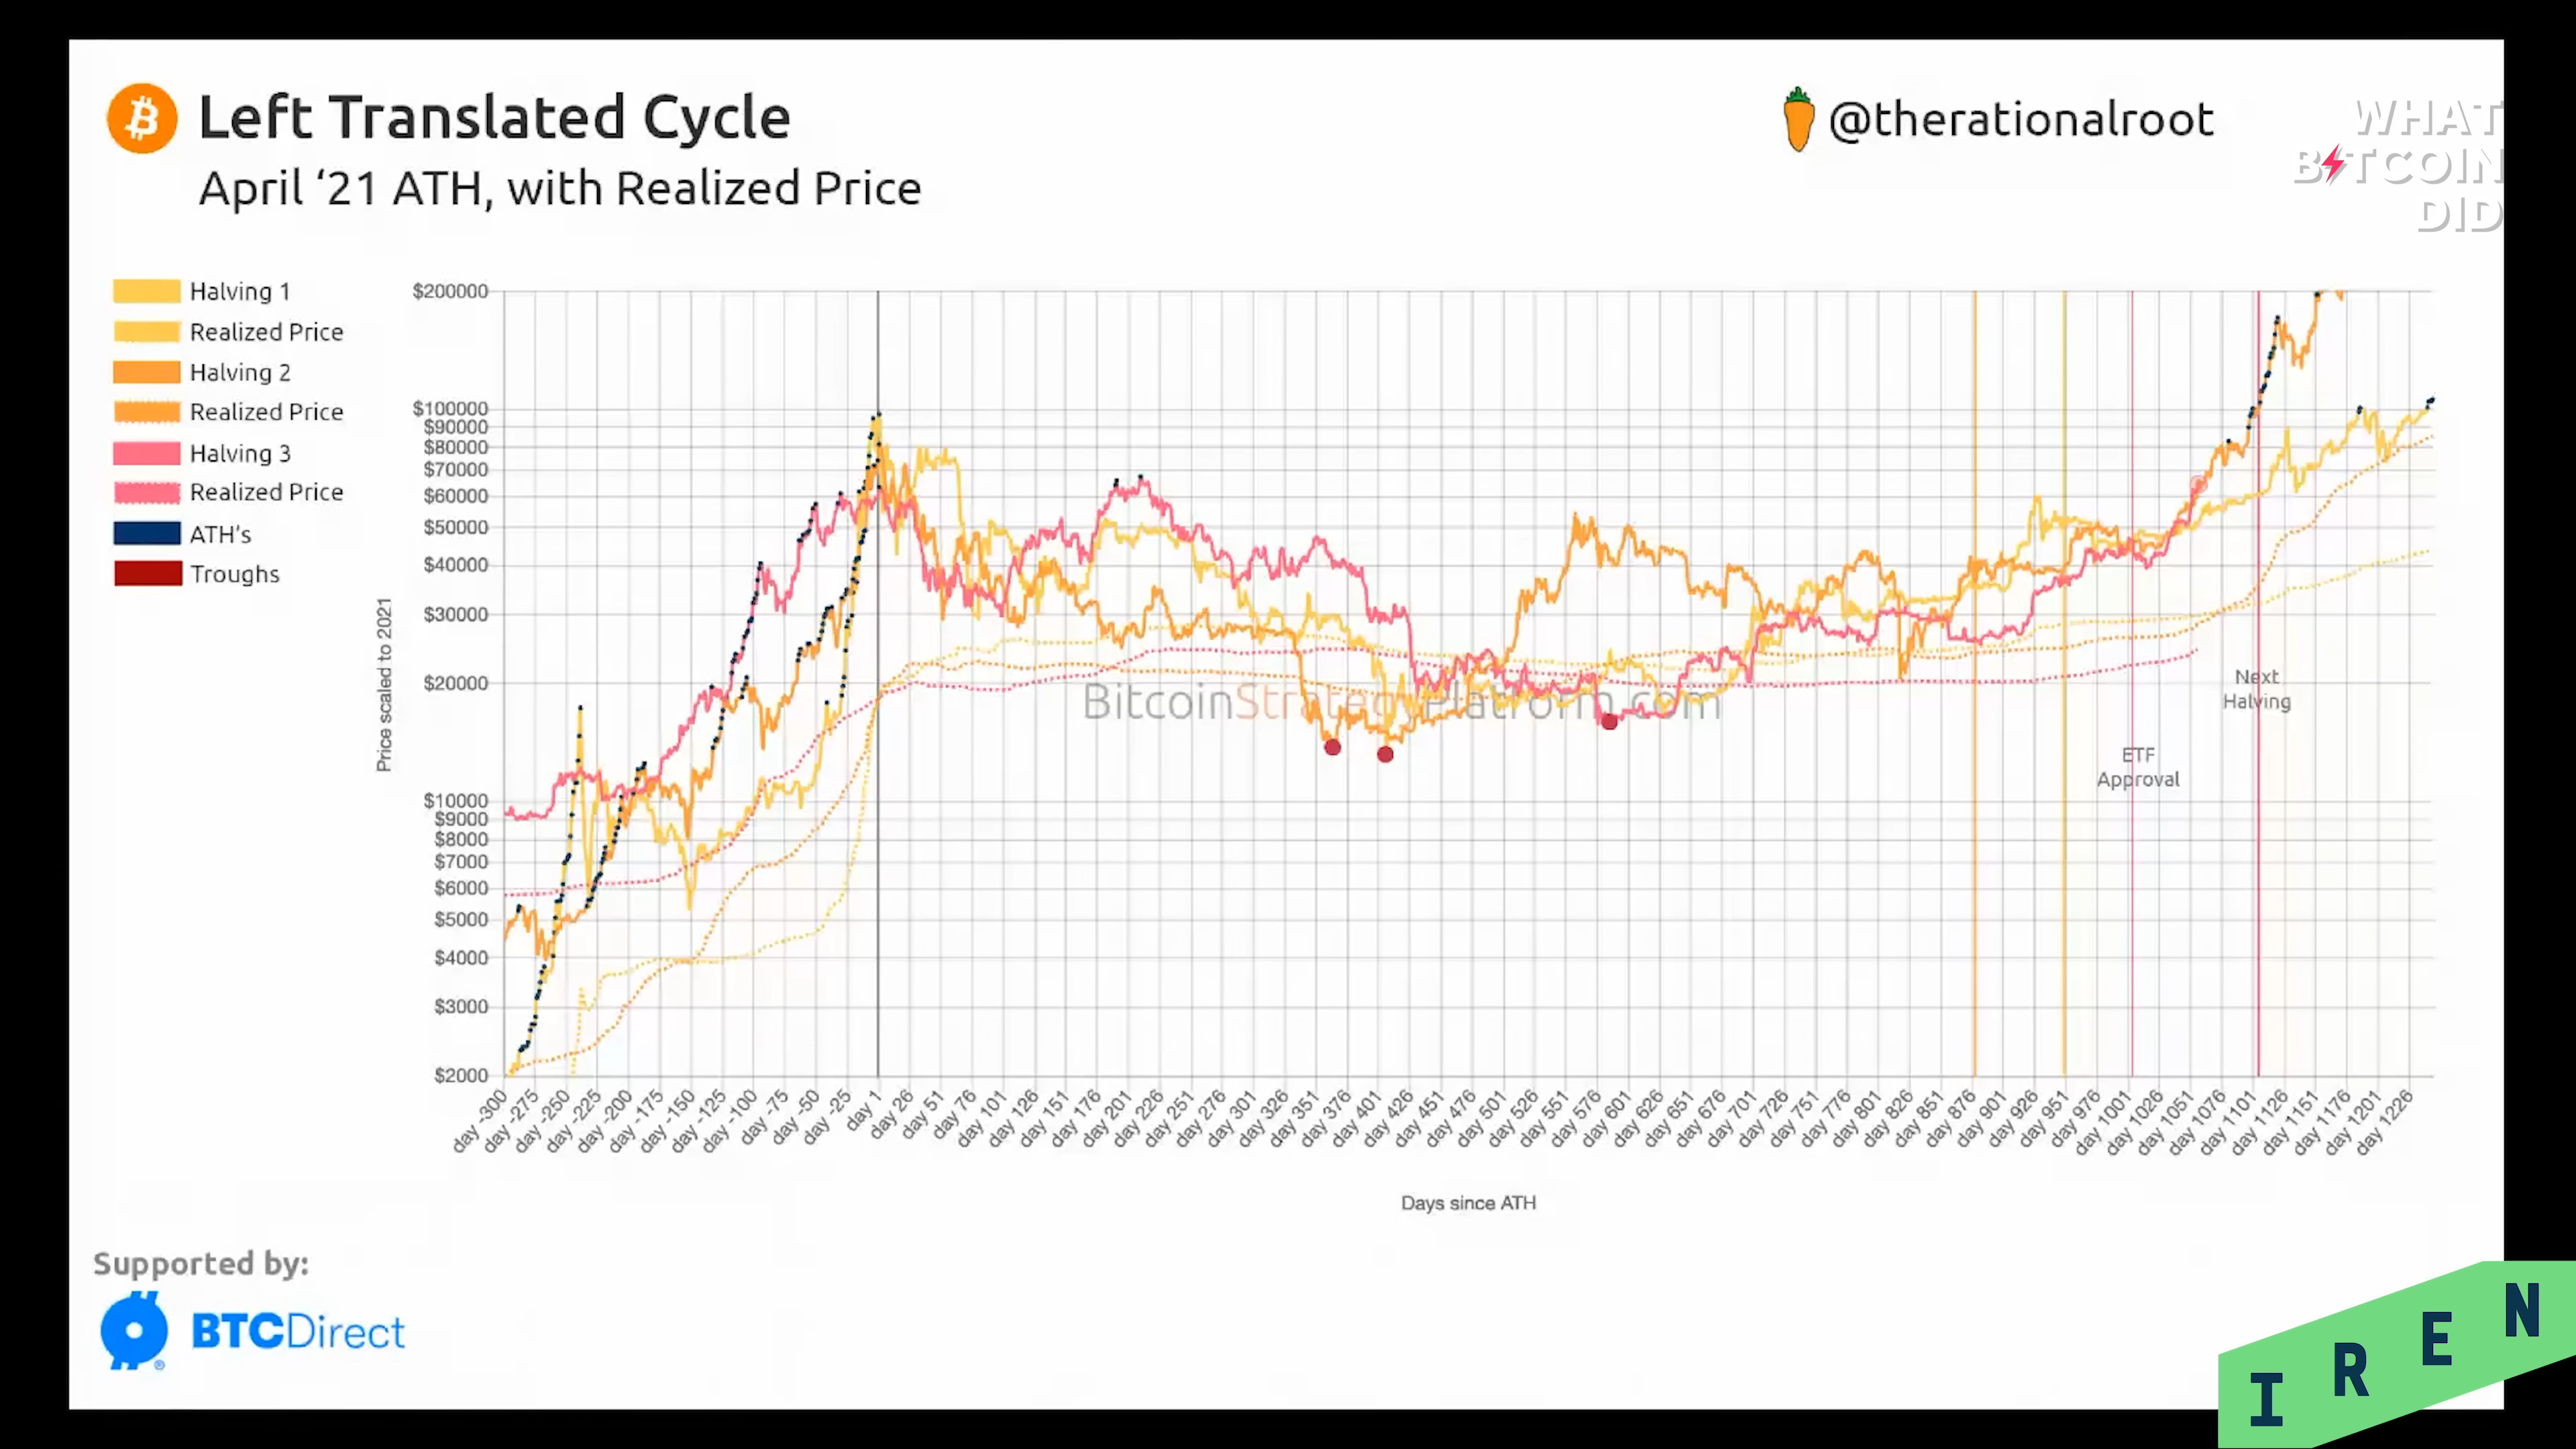 Left Translated Cycle
April ‘21 ATH, with Realized Price
@therationalroot
WHAT
BTCOIN
DID
Halving 1
Realized Price
Halving 2
Realized Price
Halving 3
Realized Price
ATH's
Troughs
Price scaled to 2021
$200000
$100000
$90000
$80000
$70000
$60000
$50000
$40000
$30000
$20000
$10000
$9000
$8000
$7000
$6000
$5000
$4000
$3000
$2000
BitcoinStrategyPlatform.com
Next
Halving
ETF
Approval
day -300
day -275
day -250
day -225
day -200
day -175
day -150
day -125
day -100
day -75
day -50
day -25
day 1
day 26
day 51
day 76
day 101
day 126
day 151
day 176
day 201
day 226
day 251
day 276
day 301
day 326
day 351
day 376
day 401
day 426
day 451
day 476
day 501
day 526
day 551
day 576
day 601
day 626
day 651
day 676
day 701
day 726
day 751
day 776
day 801
day 826
day 851
day 876
day 901
day 926
day 951
day 976
day 1001
day 1026
day 1051
day 1076
day 1101
day 1126
day 1151
day 1176
day 1201
day 1226
Days since ATH
Supported by:
BTCDirect
IREN